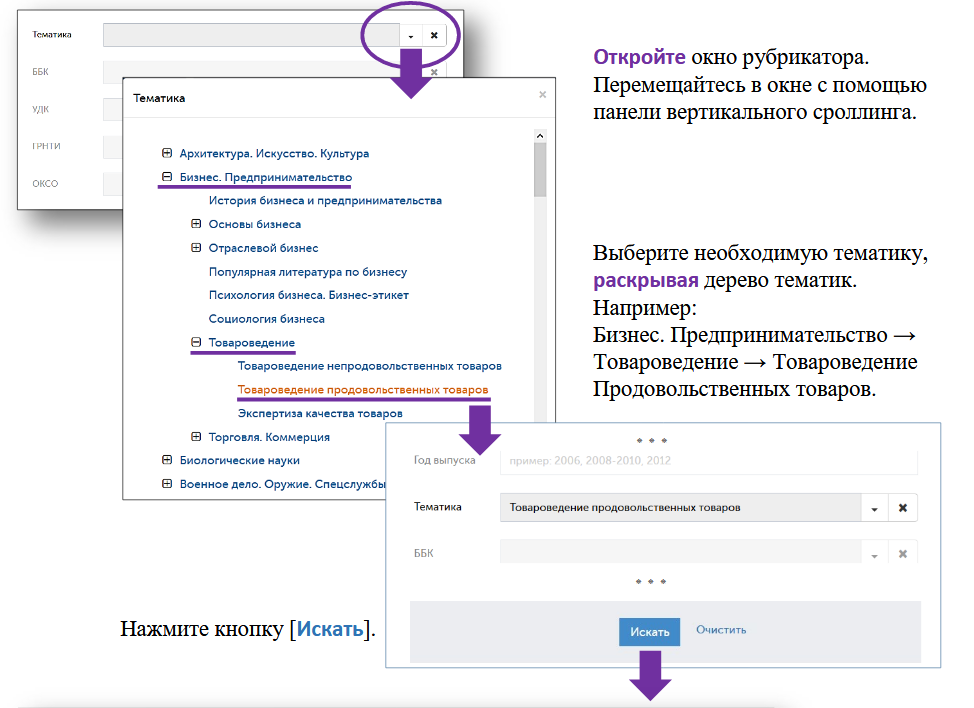 Тематика
ББК
УДК
ГРНТИ
ОКСО
Тематика
Архитектура. Искусство. Культура
Бизнес. Предпринимательство
История бизнеса и предпринимательства
Основы бизнеса
Отраслевой бизнес
Популярная литература по бизнесу
Психология бизнеса. Бизнес-этикет
Социология бизнеса
Товароведение
Товароведение непродовольственных товаров
Товароведение продовольственных товаров
Экспертиза качества товаров
Торговля. Коммерция
Биологические науки
Военное дело. Оружие. Спецслужбы
Откройте окно рубрикатора.
Перемещайтесь в окне с помощью
панели вертикального сроллинга.
Выберите необходимую тематику,
раскрывая дерево тематик.
Например:
Бизнес. Предпринимательство →
Товароведение → Товароведение
Продовольственных товаров.
* * *
Год выпуска пример: 2006, 2008-2010, 2012
Тематика Товароведение продовольственных товаров
ББК
* * *
Нажмите кнопку [Искать].
Искать Очистить